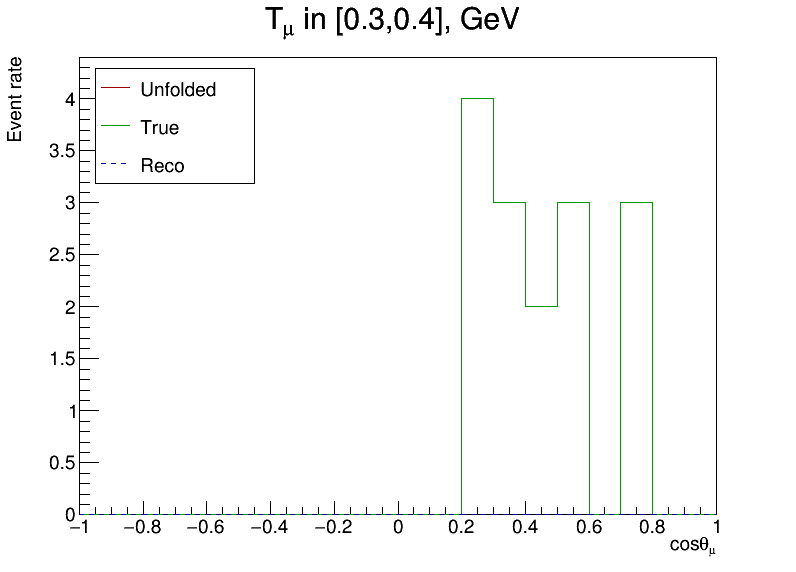 Tμ in [0.3,0.4], GeV
Event rate
Unfolded
True
Reco
4
3.5
3
2.5
2
1.5
1
0.5
0
−1 −0.8 −0.6 −0.4 −0.2 0 0.2 0.4 0.6 0.8 1
cosθμ